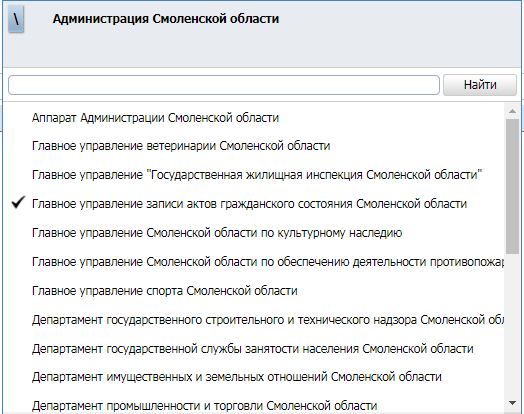 \
Администрация Смоленской области
Найти
Аппарат Администрации Смоленской области
Главное управление ветеринарии Смоленской области
Главное управление "Государственная жилищная инспекция Смоленской области"
Главное управление записи актов гражданского состояния Смоленской области
Главное управление Смоленской области по культурному наследию
Главное управление Смоленской области по обеспечению деятельности противопожар
Главное управление спорта Смоленской области
Департамент государственного строительного и технического надзора Смоленской обл
Департамент государственной службы занятости населения Смоленской области
Департамент имущественных и земельных отношений Смоленской области
Департамент промышленности и торговли Смоленской области